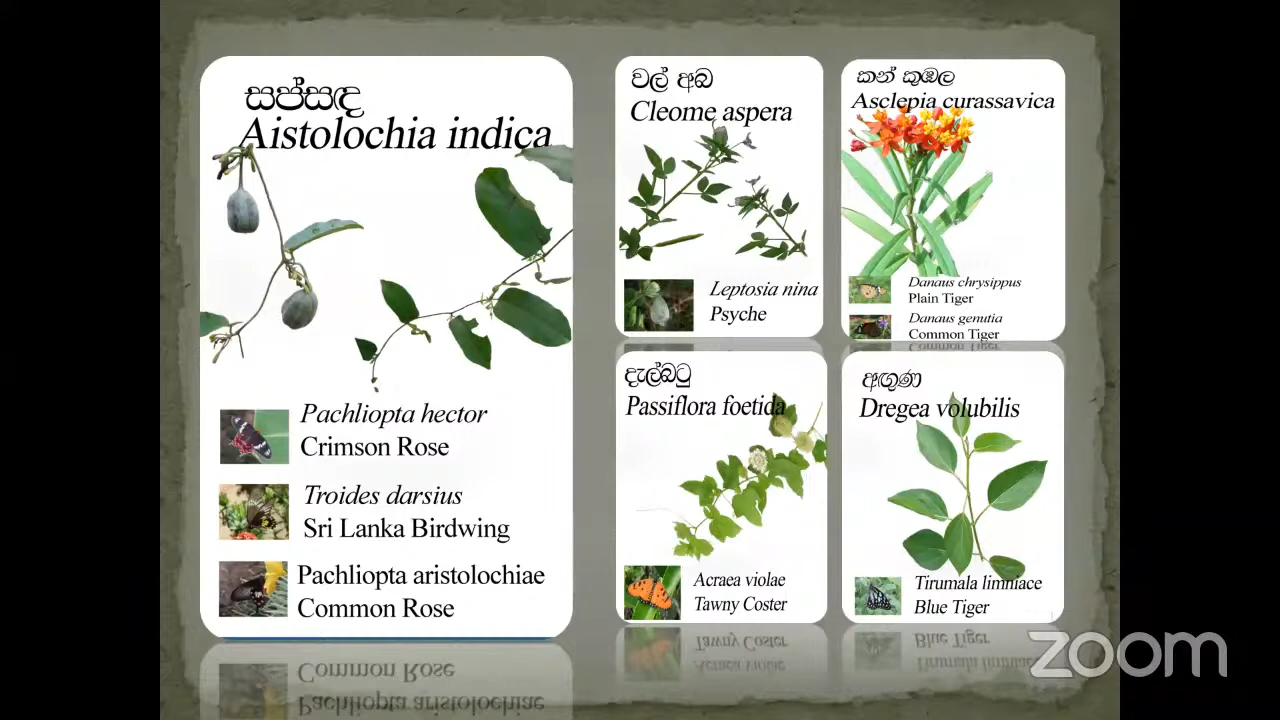 සප්සඳ
Aistolochia indica
Pachliopta hector
Crimson Rose
Troides darsius
Sri Lanka Birdwing
Pachliopta aristolochiae
Common Rose
වල් අබ
Cleome aspera
Leptosia nina
Psyche
කන් කුඹල
Asclepia curassavica
Danaus chrysippus
Plain Tiger
Danaus genutia
Common Tiger
දැල්බටු
Passiflora foetida
Acraea violae
Tawny Coster
අඟුණ
Dregea volubilis
Tirumala limniace
Blue Tiger
zoom